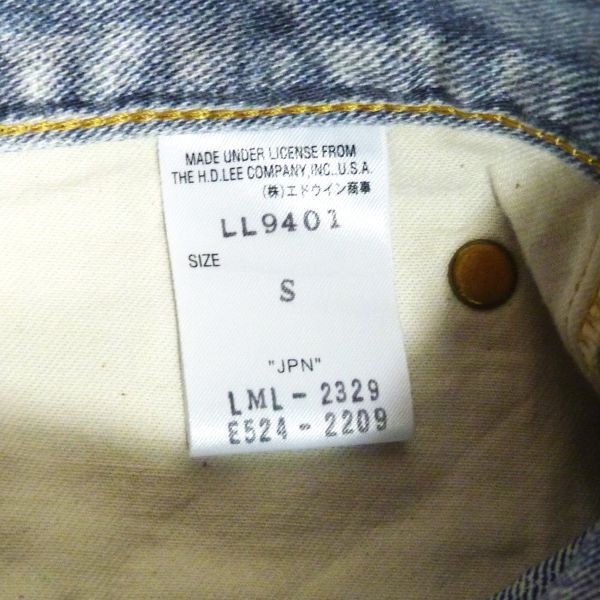 MADE UNDER LICENSE FROM
THE H.D.LEE COMPANY,INC.,U.S.A.
(株)エドウイン商事
LL9401
SIZE
S
"JPN"
LML-2329
E524-2209